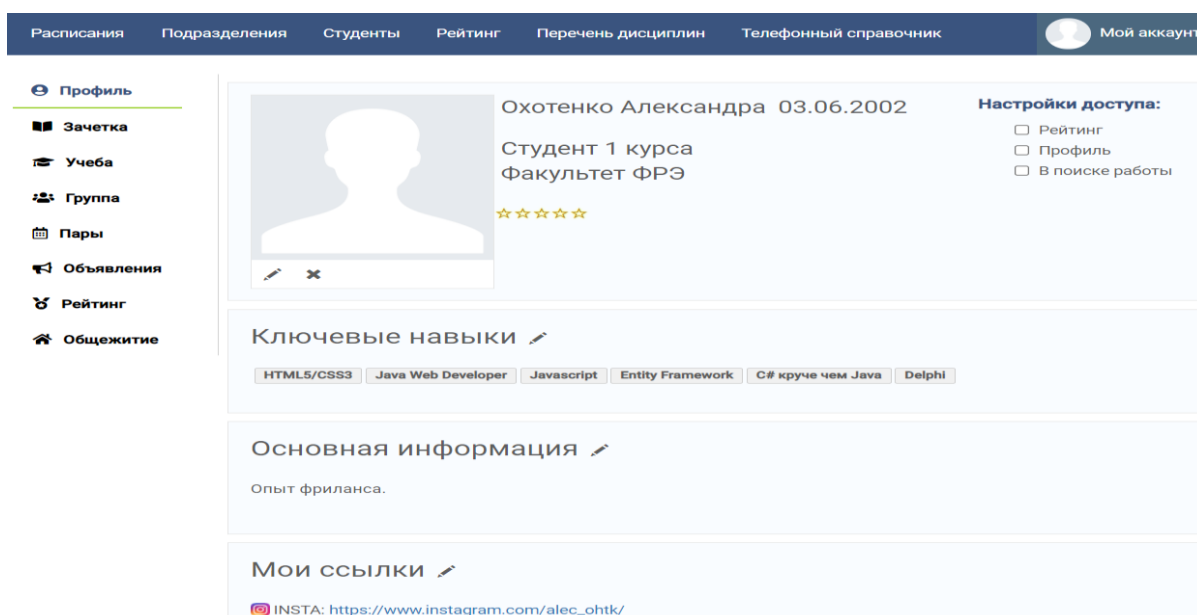 Расписания Подразделения Студенты Рейтинг Перечень дисциплин Телефонный справочник Мой аккаунт
Профиль
Зачетка
Учеба
Группа
Пары
Объявления
Рейтинг
Общежитие
Охотенко Александра 03.06.2002
Студент 1 курса
Факультет ФРЭ
Настройки доступа:
Рейтинг
Профиль
В поиске работы
Ключевые навыки
HTML5/CSS3 Java Web Developer Javascript Entity Framework C# круче чем Java Delphi
Основная информация
Опыт фриланса.
Мои ссылки
INSTA: https://www.instagram.com/alec_ohtk/